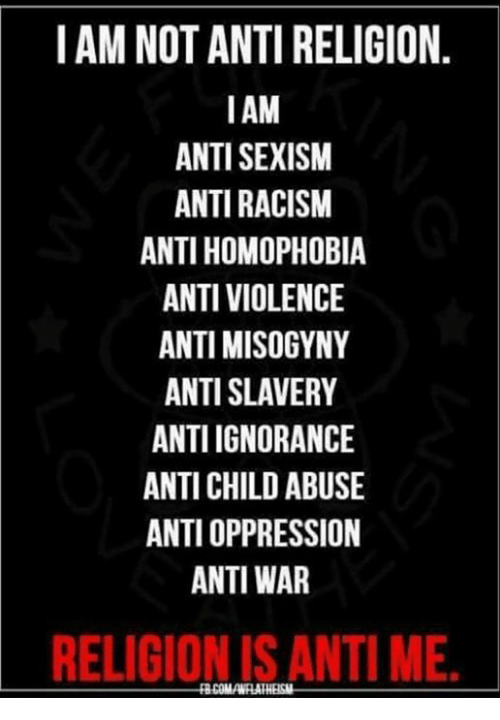 I AM NOT ANTI RELIGION.
I AM
ANTI SEXISM
ANTI RACISM
ANTI HOMOPHOBIA
ANTI VIOLENCE
ANTI MISOGYNY
ANTI SLAVERY
ANTI IGNORANCE
ANTI CHILD ABUSE
ANTI OPPRESSION
ANTI WAR
RELIGION IS ANTI ME.
FB.COM/WFLATHEISM